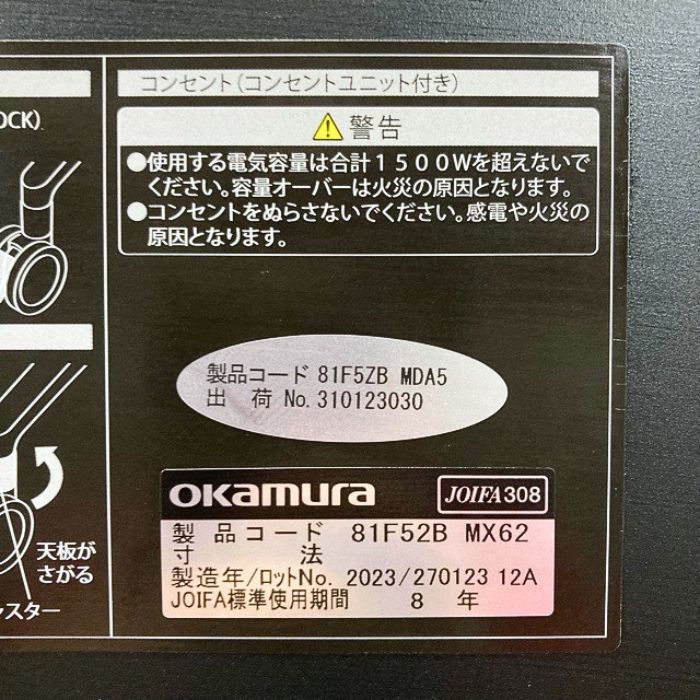 OCK)
コンセント(コンセントユニット付き)
警告
●使用する電気容量は合計1500Wを超えないで
ください。容量オーバーは火災の原因となります。
●コンセントをぬらさないでください。感電や火災の
原因となります。
製品コード 81F5ZB MDA5
出 荷 No. 310123030
天板が
さがる
ャスター
okamura
JOIFA308
製品コード 81F52B MX62
寸 法
製造年/ロットNo. 2023/270123 12A
JOIFA標準使用期間 8 年